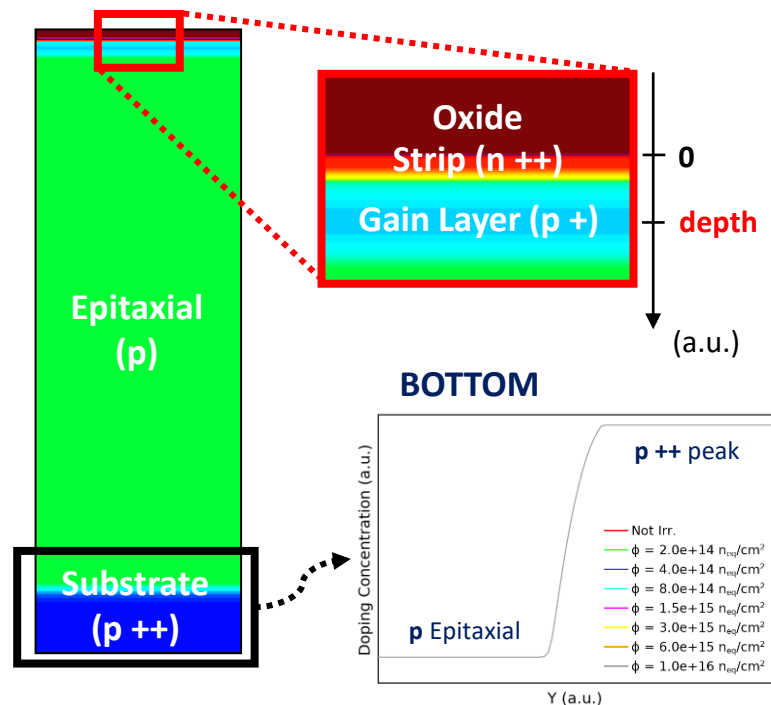 Oxide
Strip (n ++)
Gain Layer (p +)
0
depth
(a.u.)
Epitaxial
(p)
Substrate
(p ++)
BOTTOM
Doping Concentration (a.u.)
p ++ peak
p Epitaxial
Not Irr.
ϕ = 2.0e+14 neq/cm²
ϕ = 4.0e+14 neq/cm²
ϕ = 8.0e+14 neq/cm²
ϕ = 1.5e+15 neq/cm²
ϕ = 3.0e+15 neq/cm²
ϕ = 6.0e+15 neq/cm²
ϕ = 1.0e+16 neq/cm²
Y (a.u.)